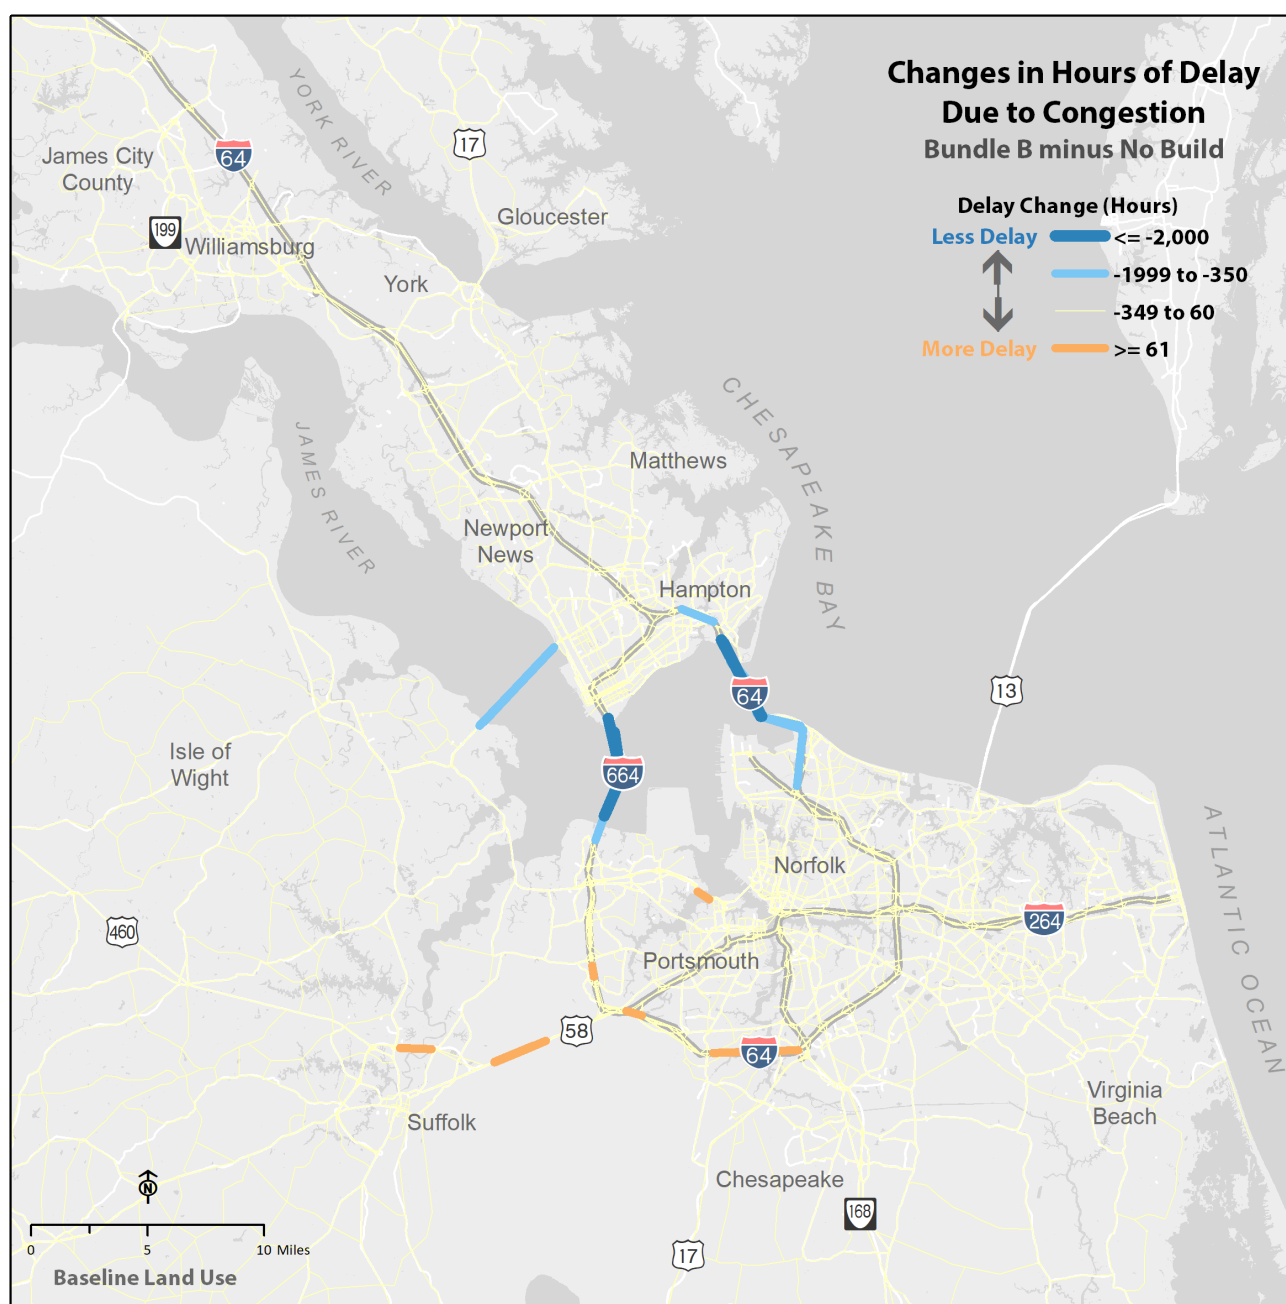 Changes in Hours of Delay
Due to Congestion
Bundle B minus No Build
Delay Change (Hours)
Less Delay
<= -2,000
-1999 to -350
-349 to 60
More Delay
>= 61
YORK RIVER
17
James City
County
64
199
Williamsburg
Gloucester
York
CHESAPEAKE BAY
JAMES RIVER
Matthews
Newport
News
Hampton
64
13
Isle of
Wight
664
ATLANTIC OCEAN
Norfolk
460
264
Portsmouth
58
64
Virginia
Beach
Suffolk
Chesapeake
N
168
17
0 5 10 Miles
Baseline Land Use